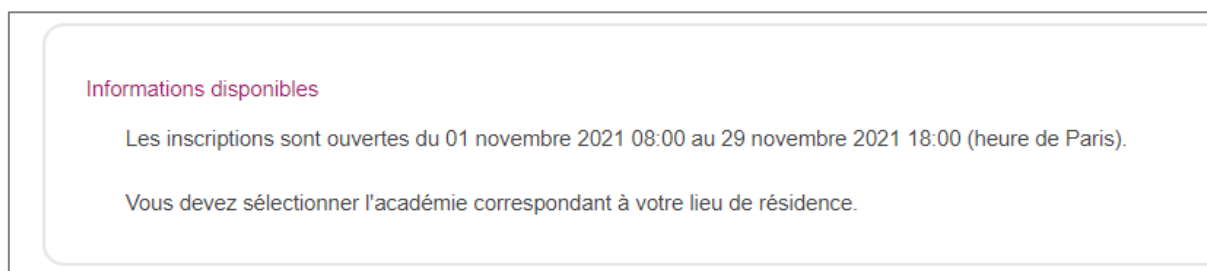 Informations disponibles
Les inscriptions sont ouvertes du 01 novembre 2021 08:00 au 29 novembre 2021 18:00 (heure de Paris).
Vous devez sélectionner l'académie correspondant à votre lieu de résidence.